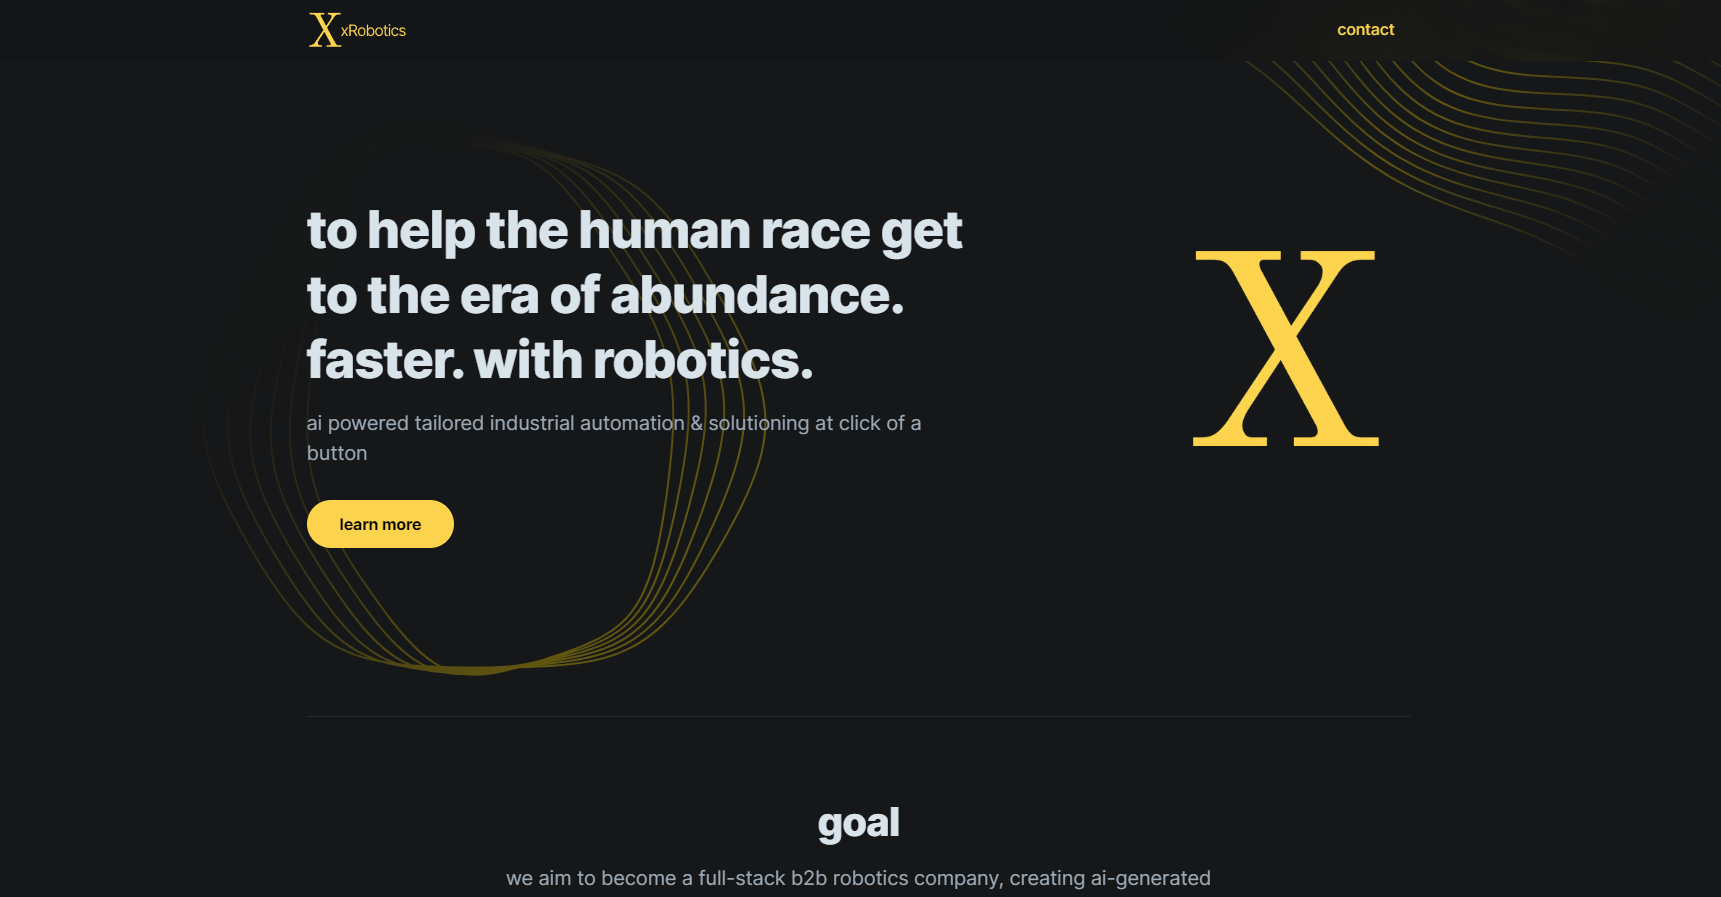 X xRobotics
contact
to help the human race get
to the era of abundance.
faster. with robotics.
ai powered tailored industrial automation & solutioning at click of a
button
X
learn more
goal
we aim to become a full-stack b2b robotics company, creating ai-generated